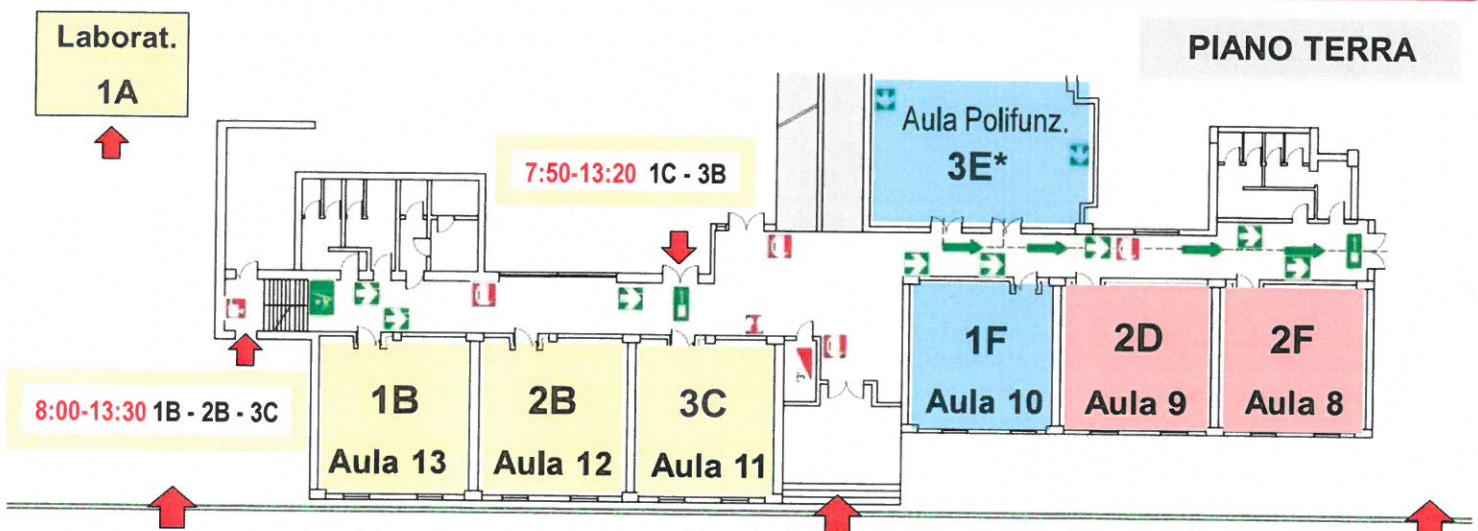 Laborat.
1A
PIANO TERRA
Aula Polifunz.
3E*
7:50-13:20 1C - 3B
8:00-13:30 1B - 2B - 3C
1B
Aula 13
2B
Aula 12
3C
Aula 11
1F
Aula 10
2D
Aula 9
2F
Aula 8